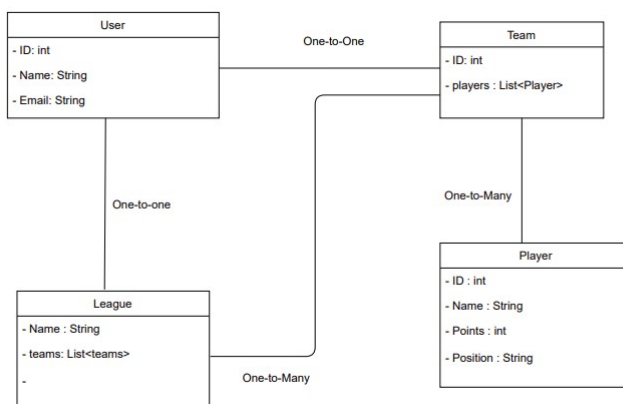 User
- ID: int
- Name: String
- Email: String
One-to-One
Team
- ID: int
- players : List<Player>
One-to-one
One-to-Many
League
- Name : String
- teams: List<teams>
-
One-to-Many
Player
- ID : int
- Name : String
- Points : int
- Position : String